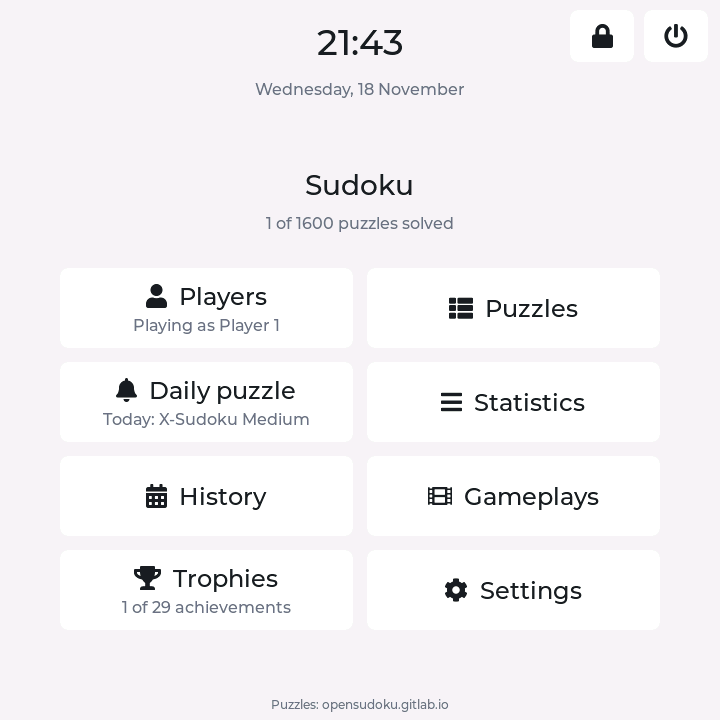 21:43
Wednesday, 18 November
Sudoku
1 of 1600 puzzles solved
Players
Playing as Player 1
Puzzles
Daily puzzle
Today: X-Sudoku Medium
Statistics
History
Gameplays
Trophies
1 of 29 achievements
Settings
Puzzles: opensudoku.gitlab.io